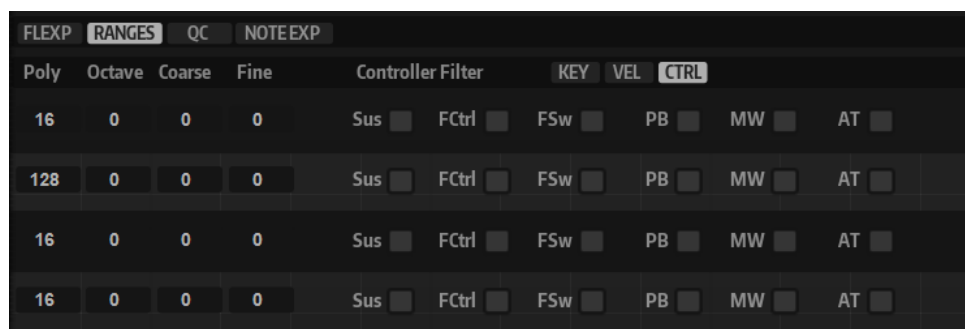 FLEXP RANGES QC NOTE EXP
Poly Octave Coarse Fine Controller Filter KEY VEL CTRL
16 0 0 0 Sus FCtrl FSw PB MW AT
128 0 0 0 Sus FCtrl FSw PB MW AT
16 0 0 0 Sus FCtrl FSw PB MW AT
16 0 0 0 Sus FCtrl FSw PB MW AT